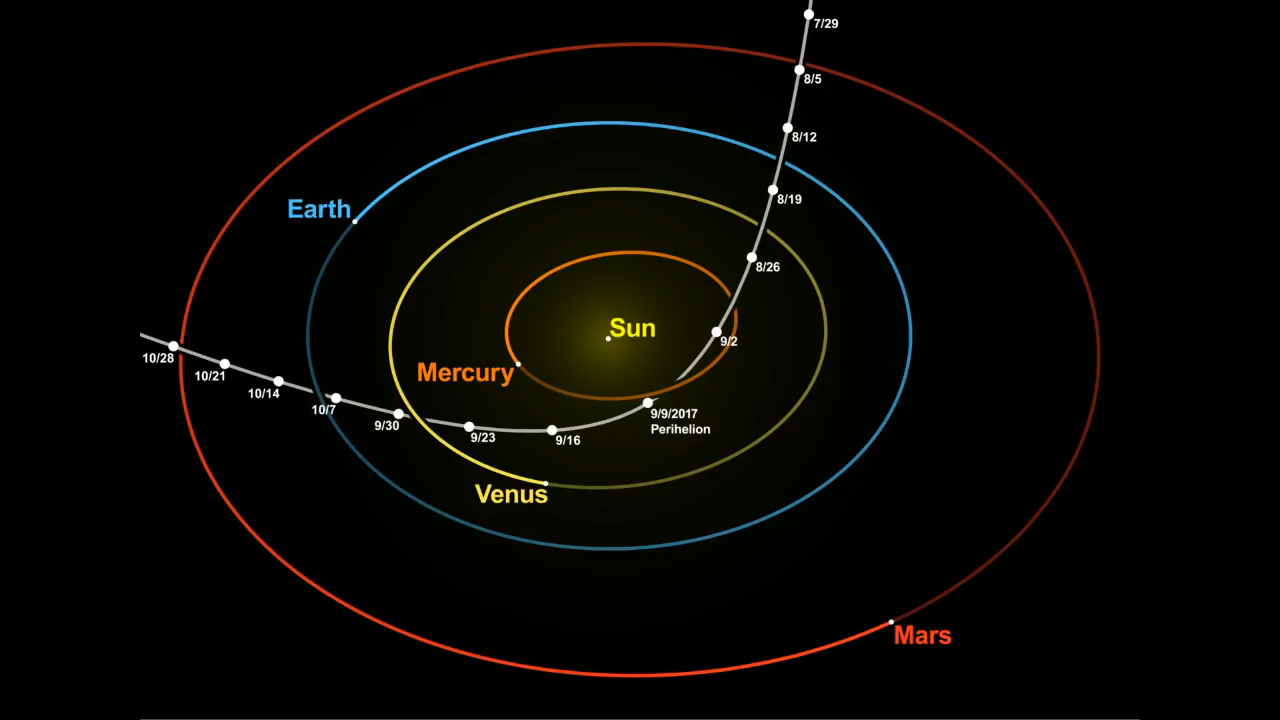 7/29
8/5
8/12
8/19
Earth
8/26
Sun
9/2
10/28
Mercury
10/21
10/14
10/7
9/30
9/9/2017
Perihelion
9/23
9/16
Venus
Mars